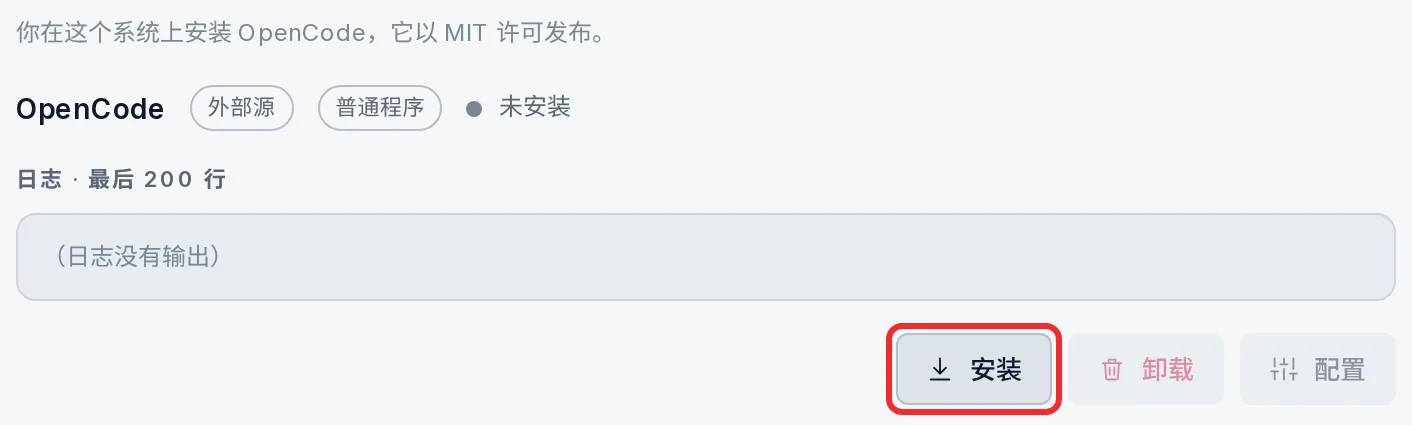 你在这个系统上安装 OpenCode，它以 MIT 许可发布。
OpenCode 外部源 普通程序 未安装
日志 · 最后 200 行
（日志没有输出）
安装 卸载 配置